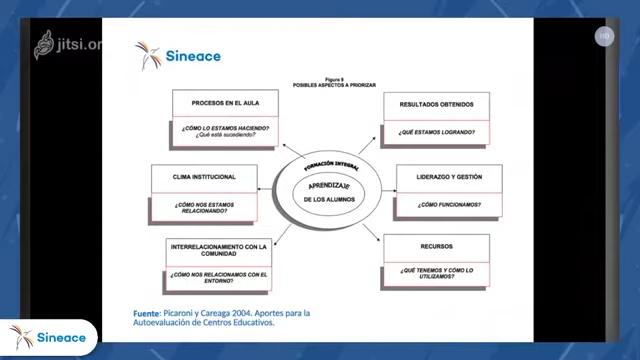 jitsi.or
HD
Sineace
Figura 9
POSIBLES ASPECTOS A PRIORIZAR
PROCESOS EN EL AULA
¿CÓMO LO ESTAMOS HACIENDO?
¿Qué está sucediendo?
RESULTADOS OBTENIDOS
¿QUÉ ESTAMOS LOGRANDO?
CLIMA INSTITUCIONAL
¿CÓMO NOS ESTAMOS
RELACIONANDO?
FORMACIÓN INTEGRAL
APRENDIZAJE
DE LOS ALUMNOS
LIDERAZGO Y GESTIÓN
¿CÓMO FUNCIONAMOS?
INTERRELACIONAMIENTO CON LA
COMUNIDAD
¿CÓMO NOS RELACIONAMOS CON EL
ENTORNO?
RECURSOS
¿QUÉ TENEMOS Y CÓMO LO
UTILIZAMOS?
Fuente: Picaroni y Careaga 2004. Aportes para la
Autoevaluación de Centros Educativos.
Sineace